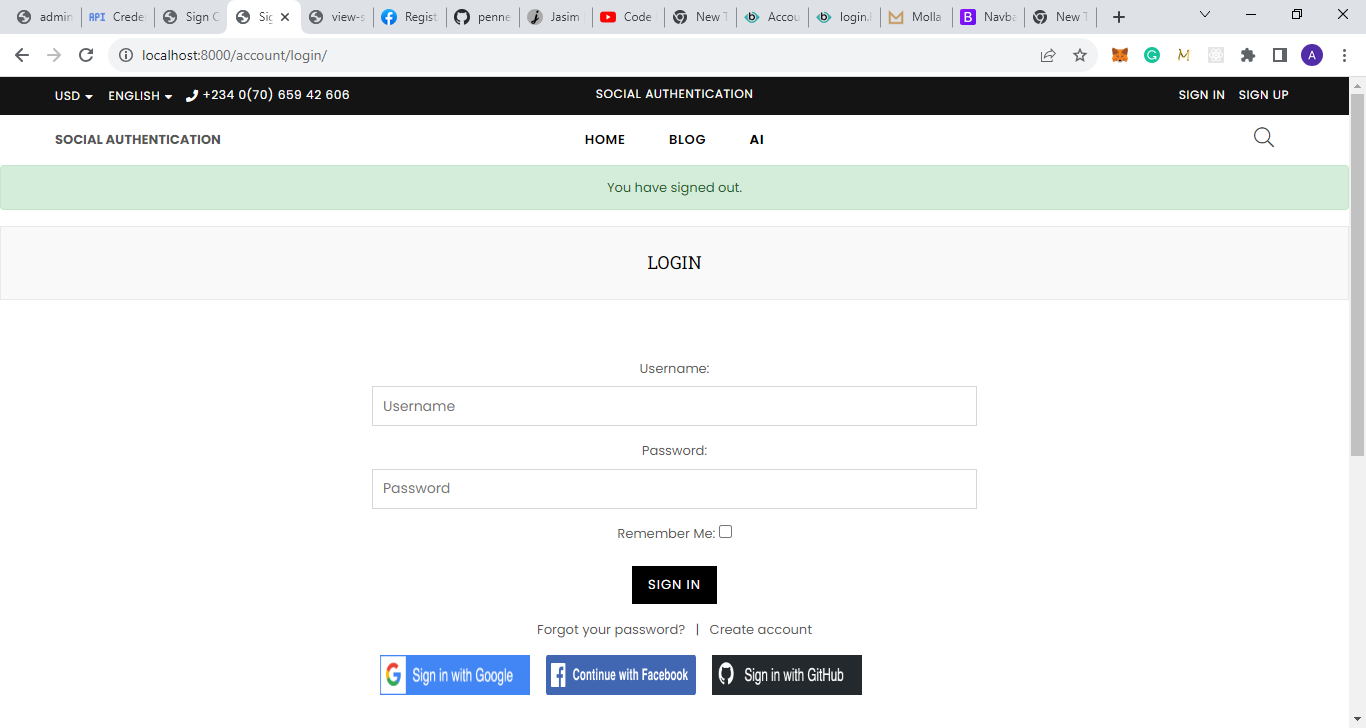 admin
Creder
Sign O
Sig
view-s
Regist
penne
Jasim
Code
New T
Accou
login.h
Molla
Navba
New T
localhost:8000/account/login/
A
USD
ENGLISH
+234 0(70) 659 42 606
SOCIAL AUTHENTICATION
SIGN IN
SIGN UP
SOCIAL AUTHENTICATION
HOME
BLOG
AI
You have signed out.
LOGIN
Username:
Username
Password:
Password
Remember Me:
SIGN IN
Forgot your password? | Create account
Sign in with Google
Continue with Facebook
Sign in with GitHub